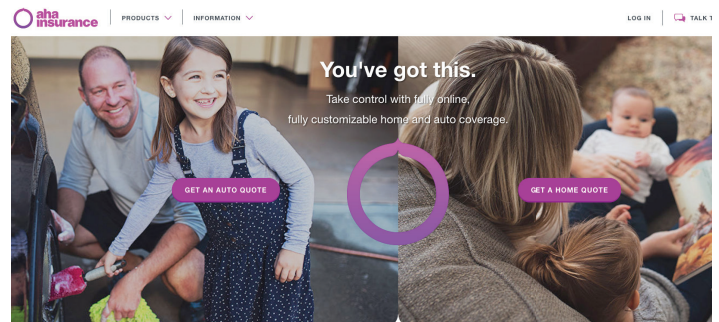 aha
insurance
PRODUCTS
INFORMATION
LOG IN
TALK T
You've got this.
Take control with fully online,
fully customizable home and auto coverage.
GET AN AUTO QUOTE
GET A HOME QUOTE